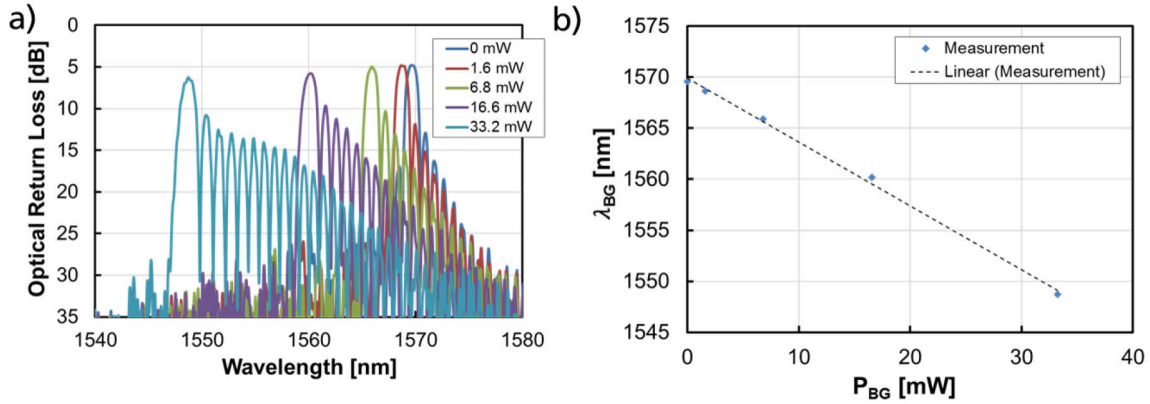 a)
Optical Return Loss [dB]
0
5
10
15
20
25
30
35
1540
1550
1560
1570
1580
Wavelength [nm]
0 mW
1.6 mW
6.8 mW
16.6 mW
33.2 mW
b)
λBG [nm]
1575
1570
1565
1560
1555
1550
1545
0
10
20
30
40
PBG [mW]
Measurement
Linear (Measurement)